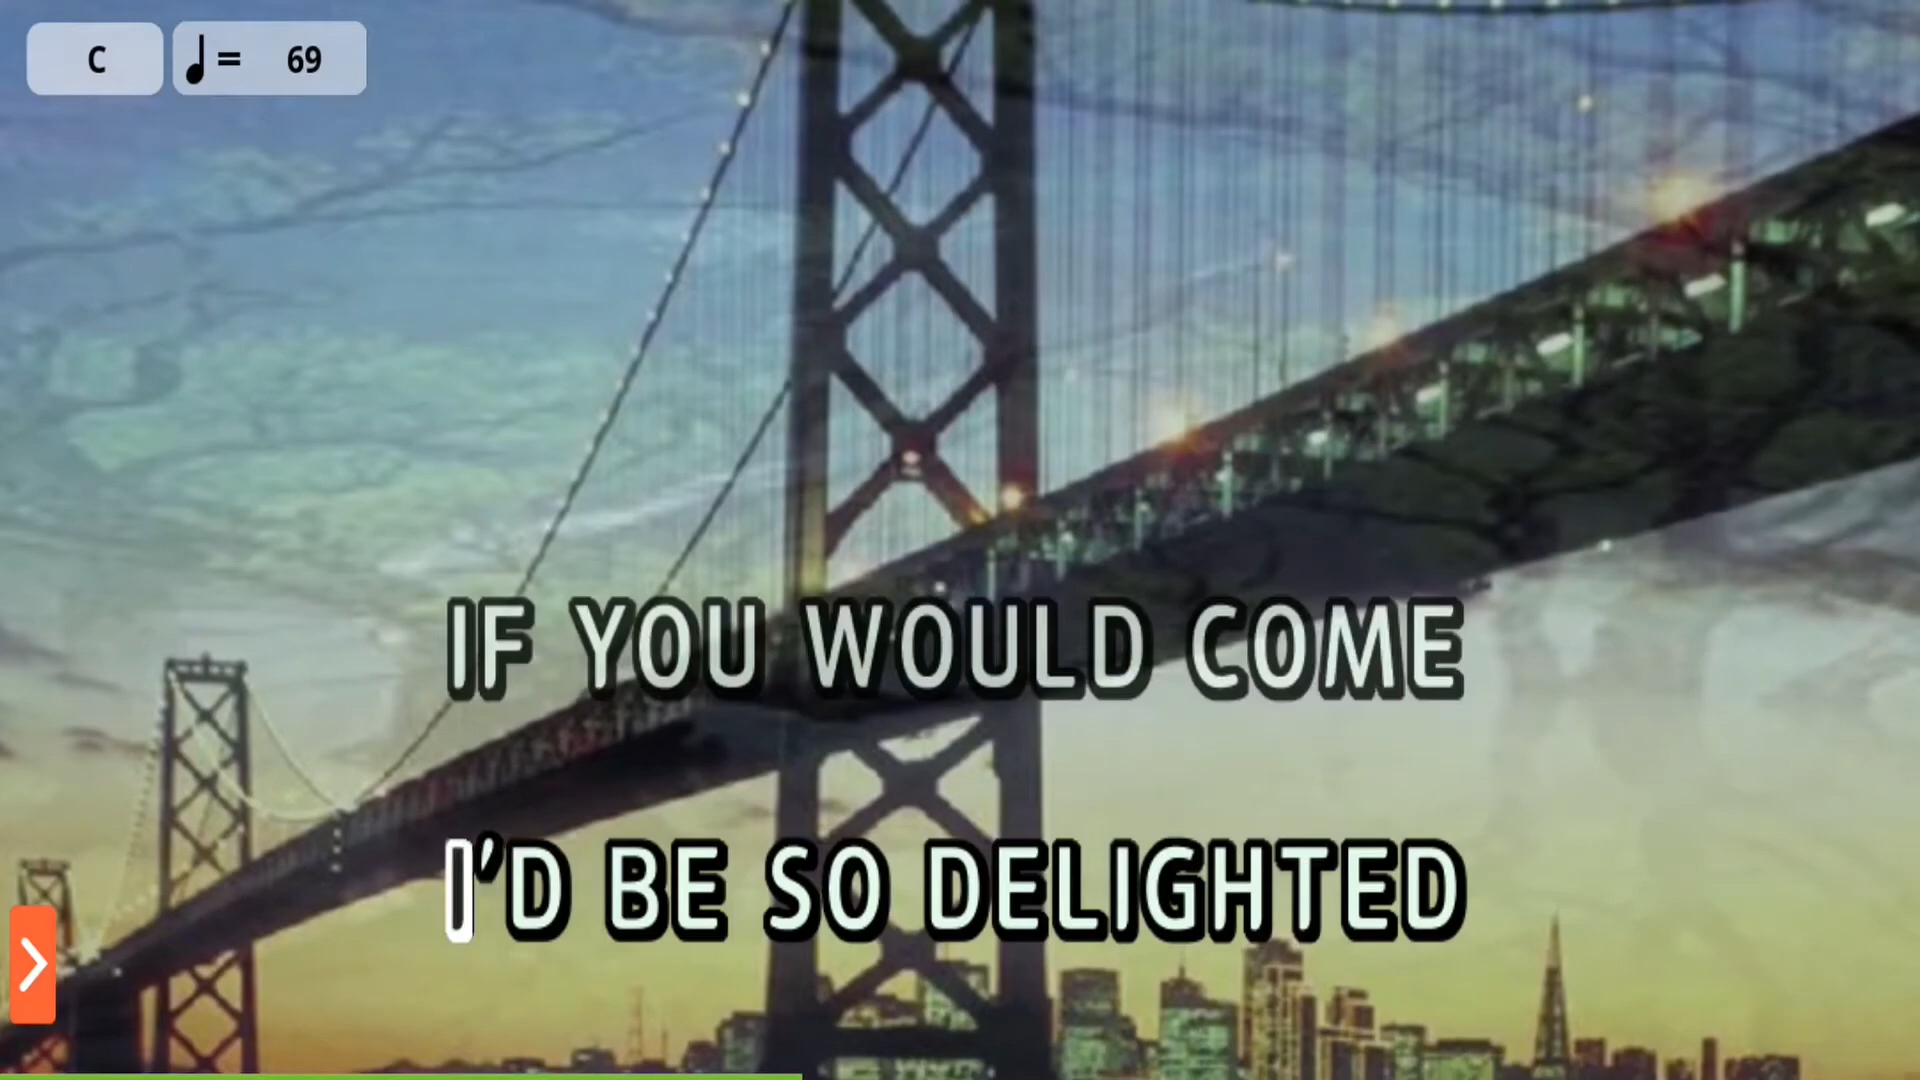 C
♩ = 69
IF YOU WOULD COME
I'D BE SO DELIGHTED